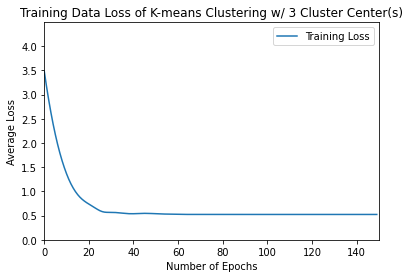 Training Data Loss of K-means Clustering w/ 3 Cluster Center(s)
Training Loss
Average Loss
4.0
3.5
3.0
2.5
2.0
1.5
1.0
0.5
0.0
0 20 40 60 80 100 120 140
Number of Epochs